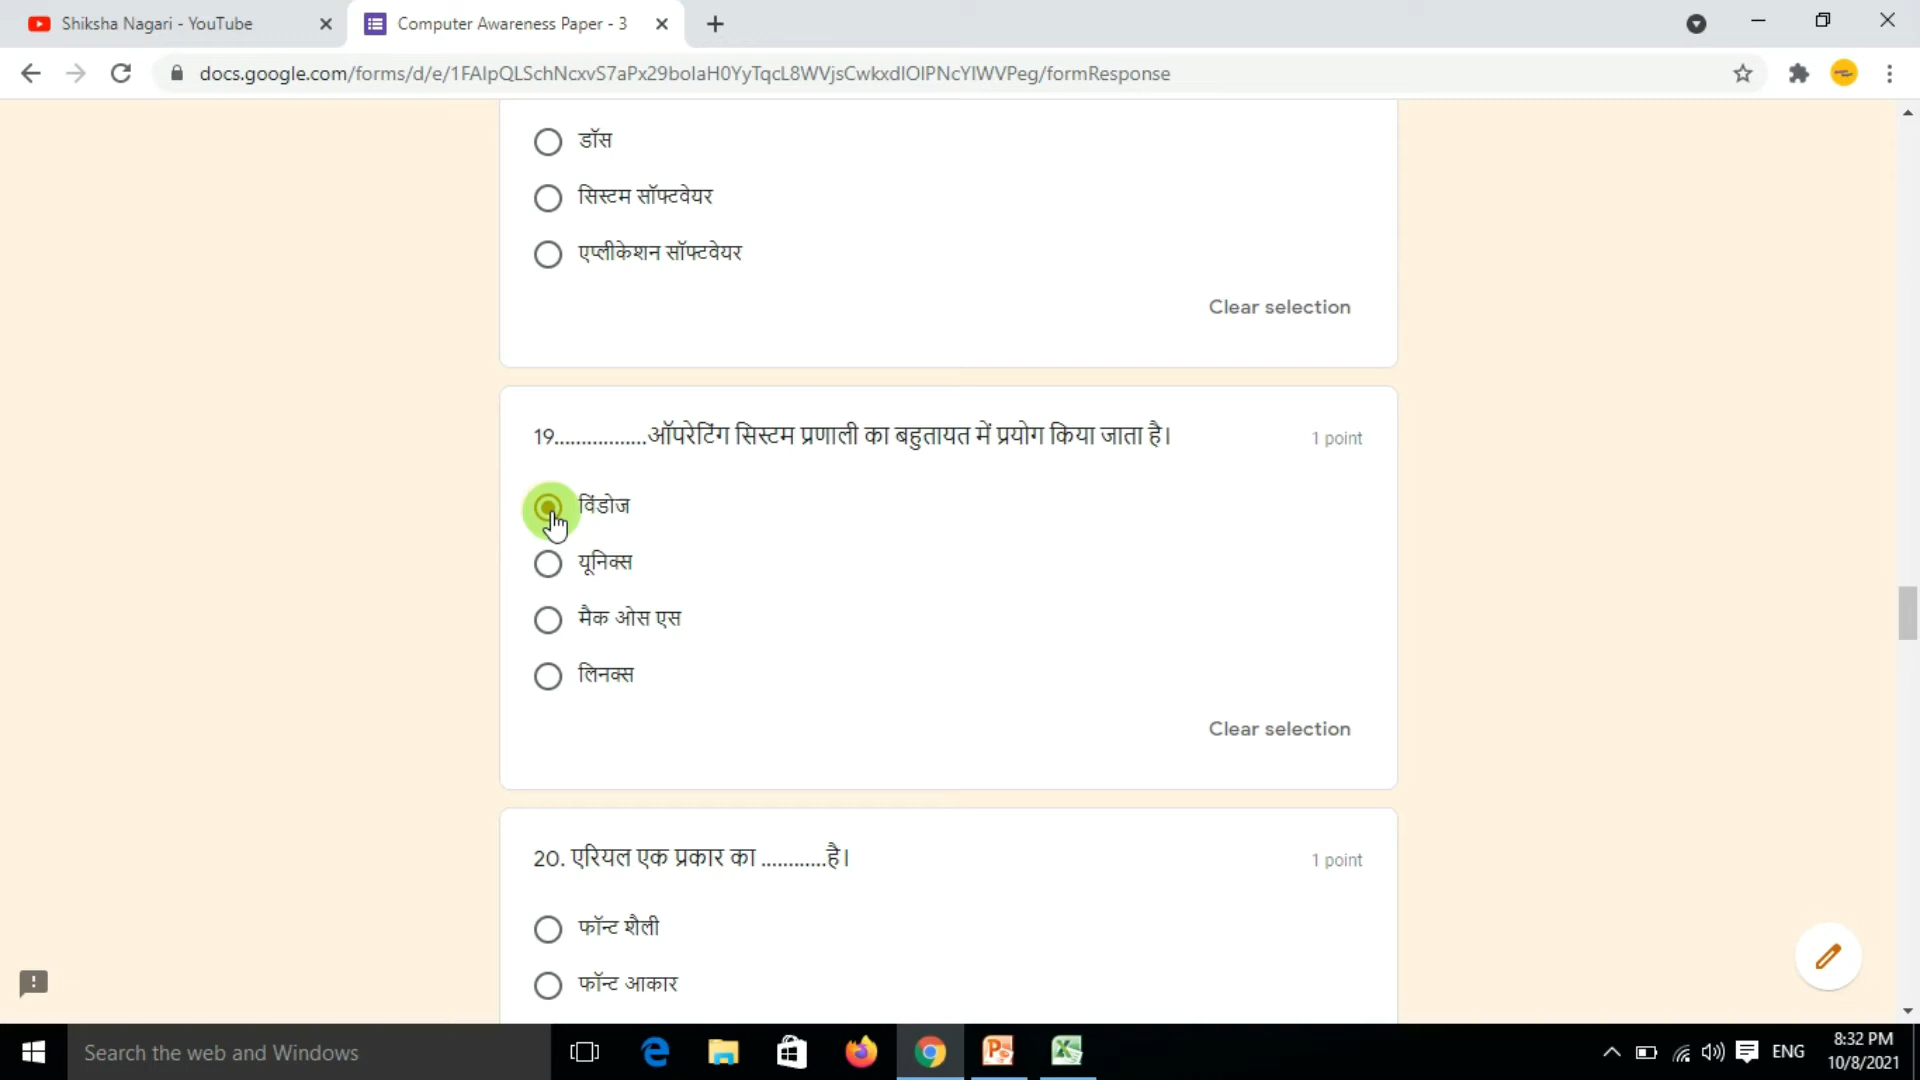 Shiksha Nagari - YouTube
Computer Awareness Paper - 3
docs.google.com/forms/d/e/1FAIpQLSchNcxvS7aPx29bolaH0YyTqcL8WVjsCwkxdIOIPNcYlWVPeg/formResponse
डॉस
सिस्टम सॉफ्टवेयर
एप्लीकेशन सॉफ्टवेयर
Clear selection
19.................ऑपरेटिंग सिस्टम प्रणाली का बहुतायत में प्रयोग किया जाता है।
1 point
विंडोज
यूनिक्स
मैक ओस एस
लिनक्स
Clear selection
20. एरियल एक प्रकार का ............है।
1 point
फॉन्ट शैली
फॉन्ट आकार
Search the web and Windows
ENG
8:32 PM
10/8/2021